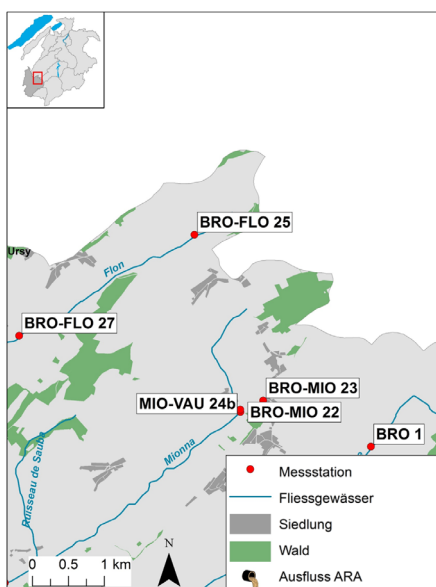 BRO-FLO 25
Ursy
Flon
BRO-FLO 27
BRO-MIO 23
MIO-VAU 24b
BRO-MIO 22
BRO 1
Ruisseau de Sauba
Mionna
Messstation
Fliessgewässer
Siedlung
Wald
Ausfluss ARA
N
0 0.5 1 km